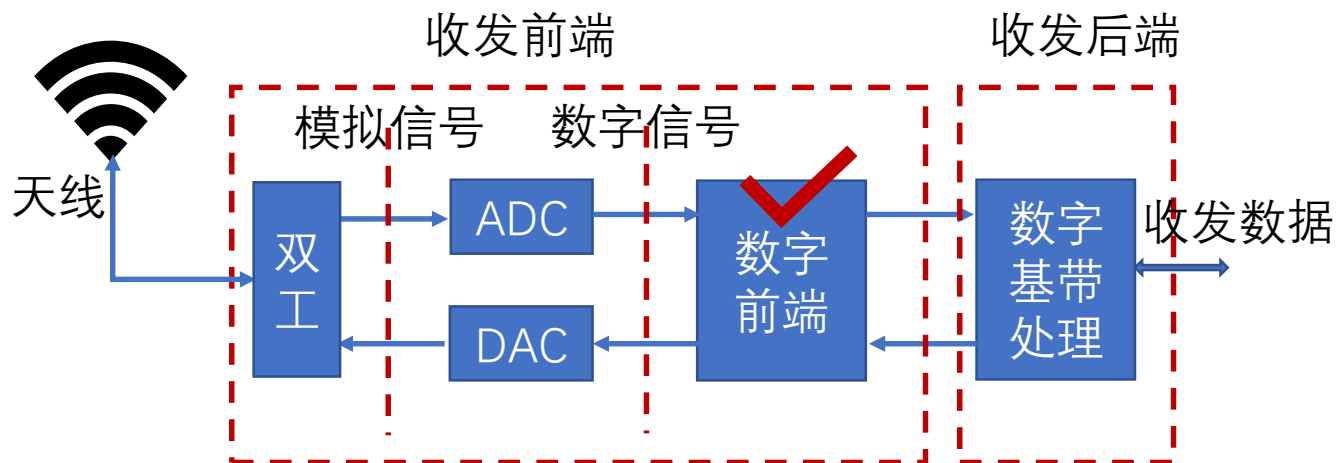 收发前端
收发后端
模拟信号
数字信号
天线
双
工
ADC
DAC
数字
前端
数字
基带
处理
收发数据